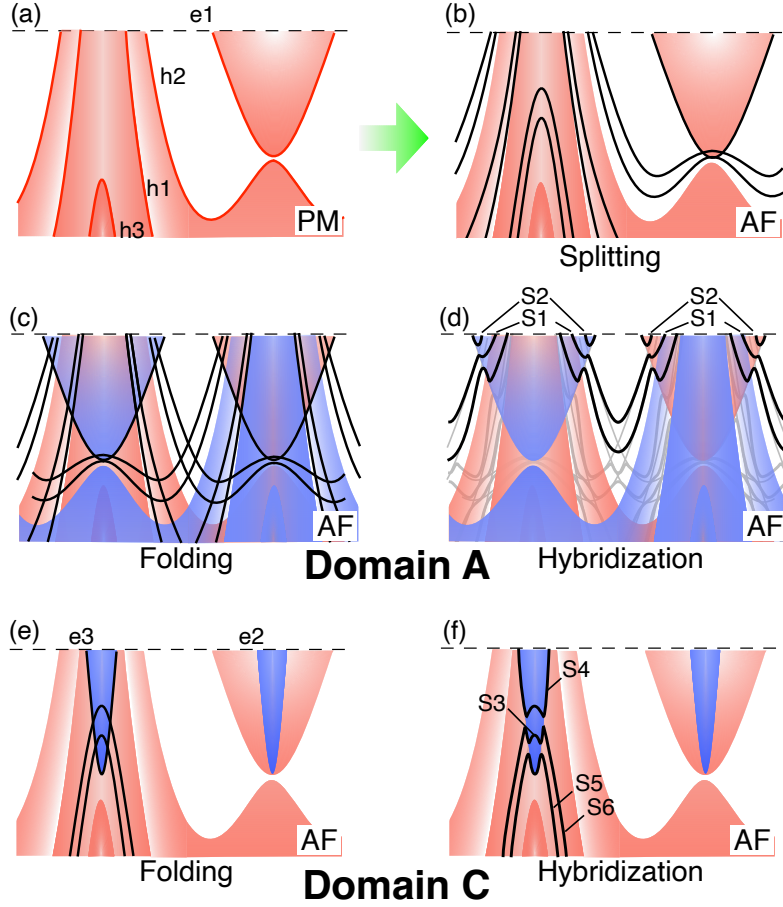 (a)
e1
h2
h1
h3
PM
(b)
AF
Splitting
(c)
AF
Folding
(d)
S2
S2
S1
S1
AF
Hybridization
Domain A
(e)
e3
e2
AF
Folding
(f)
S4
S3
S5
S6
AF
Hybridization
Domain C